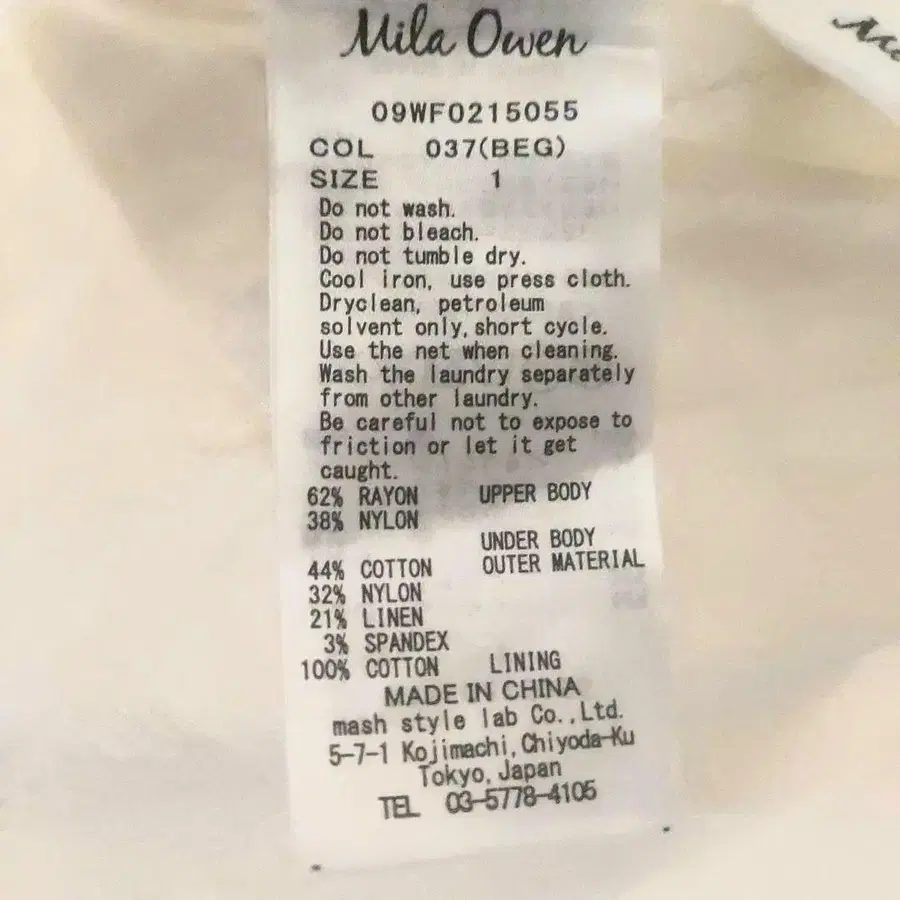 Mila Owen
09WF0215055
COL 037(BEG)
SIZE 1
Do not wash.
Do not bleach.
Do not tumble dry.
Cool iron, use press cloth.
Dryclean, petroleum
solvent only,short cycle.
Use the net when cleaning.
Wash the laundry separately
from other laundry.
Be careful not to expose to
friction or let it get
caught.
62% RAYON UPPER BODY
38% NYLON
UNDER BODY
44% COTTON OUTER MATERIAL
32% NYLON
21% LINEN
3% SPANDEX
100% COTTON LINING
MADE IN CHINA
mash style lab Co.,Ltd.
5-7-1 Kojimachi,Chiyoda-Ku
Tokyo,Japan
TEL 03-5778-4105